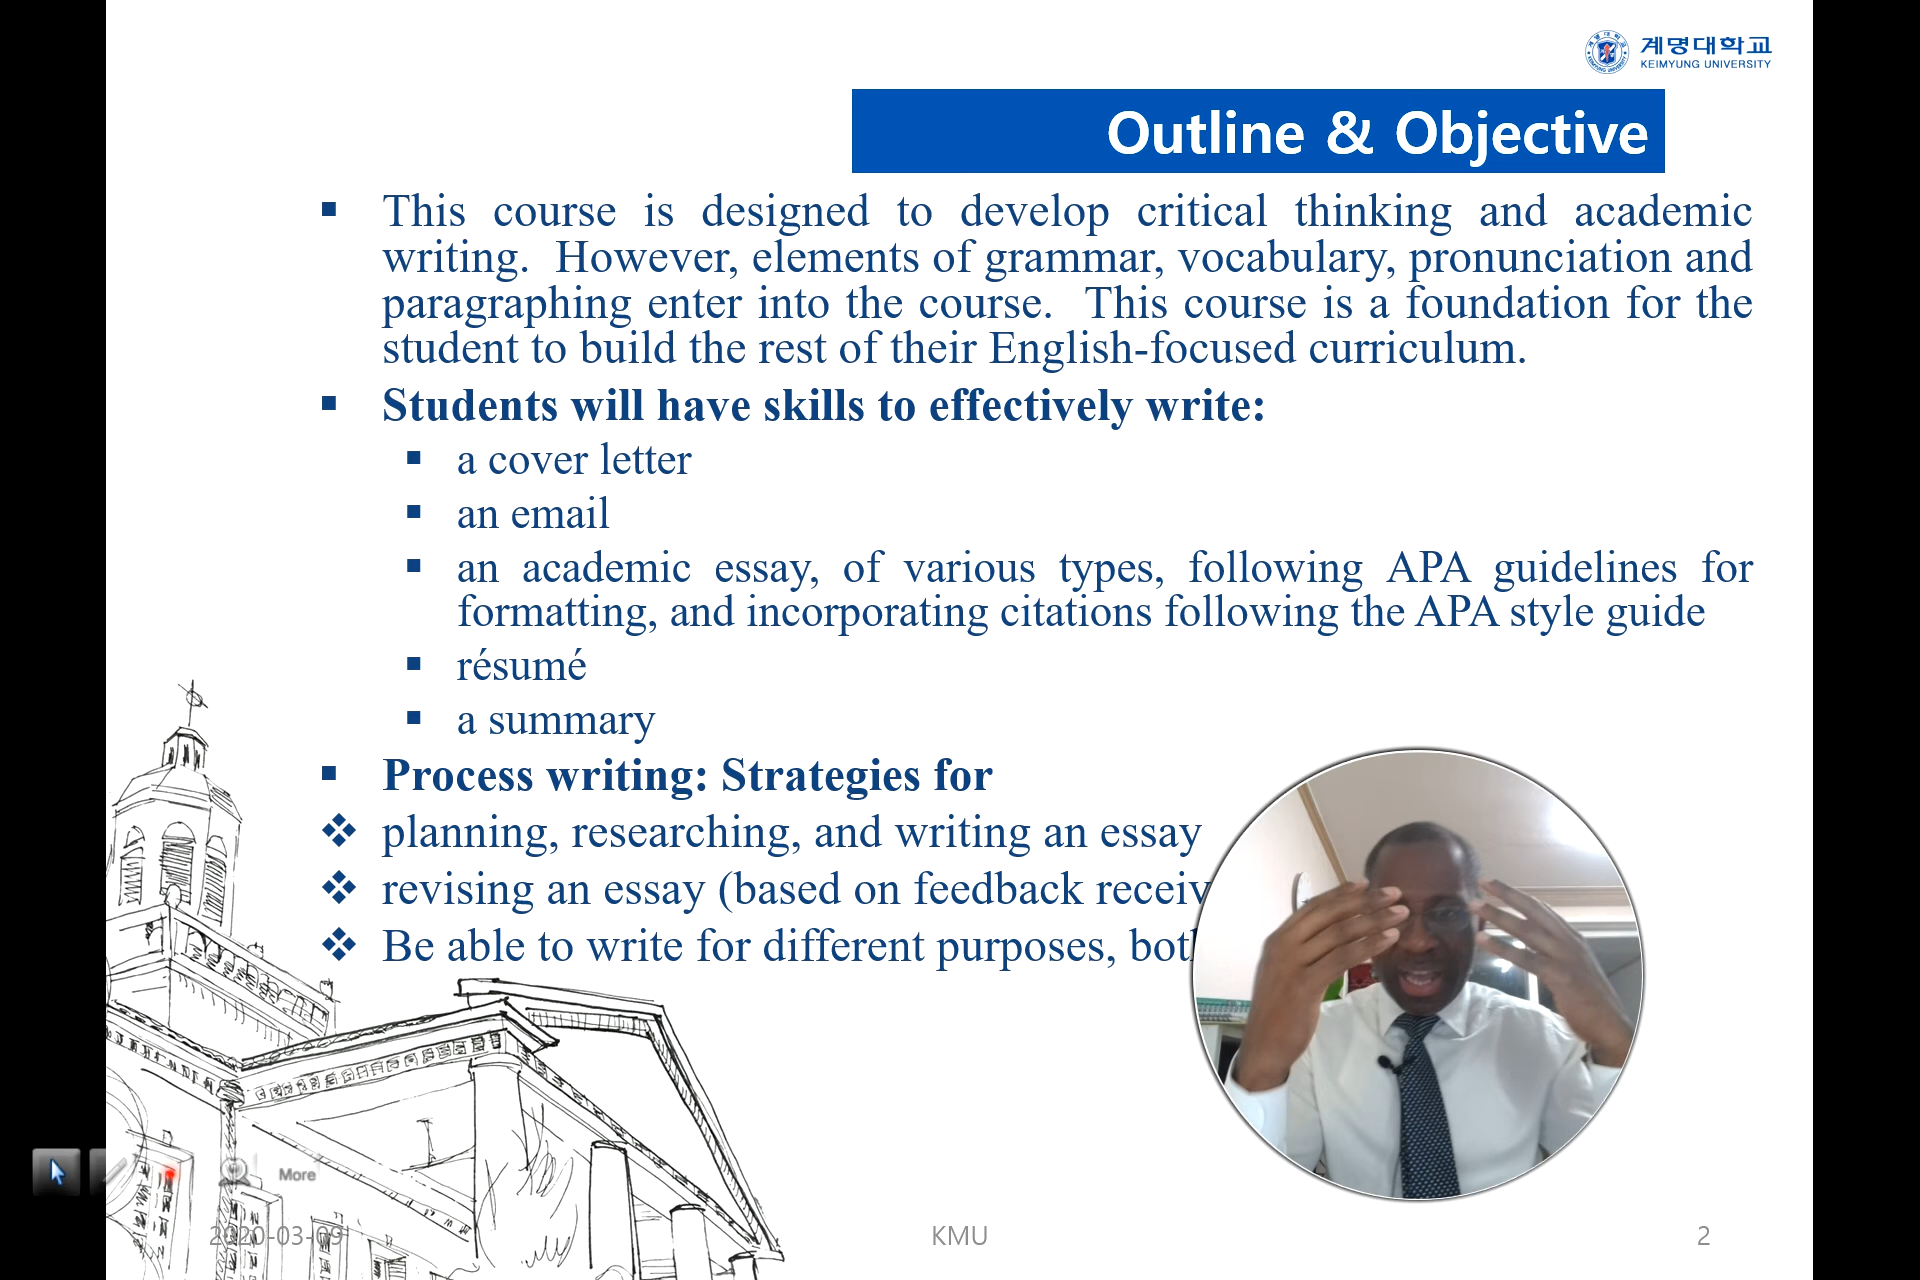 계명대학교
KEIMYUNG UNIVERSITY
Outline & Objective
This course is designed to develop critical thinking and academic
writing. However, elements of grammar, vocabulary, pronunciation and
paragraphing enter into the course. This course is a foundation for the
student to build the rest of their English-focused curriculum.
Students will have skills to effectively write:
a cover letter
an email
an academic essay, of various types, following APA guidelines for
formatting, and incorporating citations following the APA style guide
résumé
a summary
Process writing: Strategies for
planning, researching, and writing an essay
revising an essay (based on feedback
Be able to write for different purposes,
More
2020-03-09
KMU
2